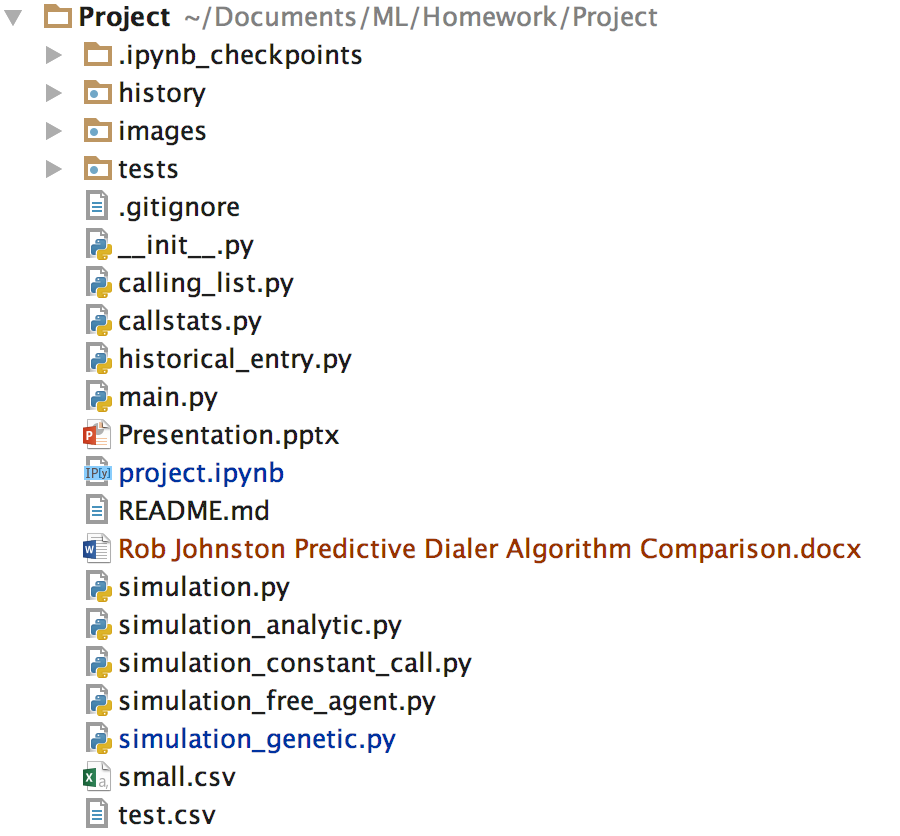 Project ~/Documents/ML/Homework/Project
.ipynb_checkpoints
history
images
tests
.gitignore
__init__.py
calling_list.py
callstats.py
historical_entry.py
main.py
Presentation.pptx
project.ipynb
README.md
Rob Johnston Predictive Dialer Algorithm Comparison.docx
simulation.py
simulation_analytic.py
simulation_constant_call.py
simulation_free_agent.py
simulation_genetic.py
small.csv
test.csv